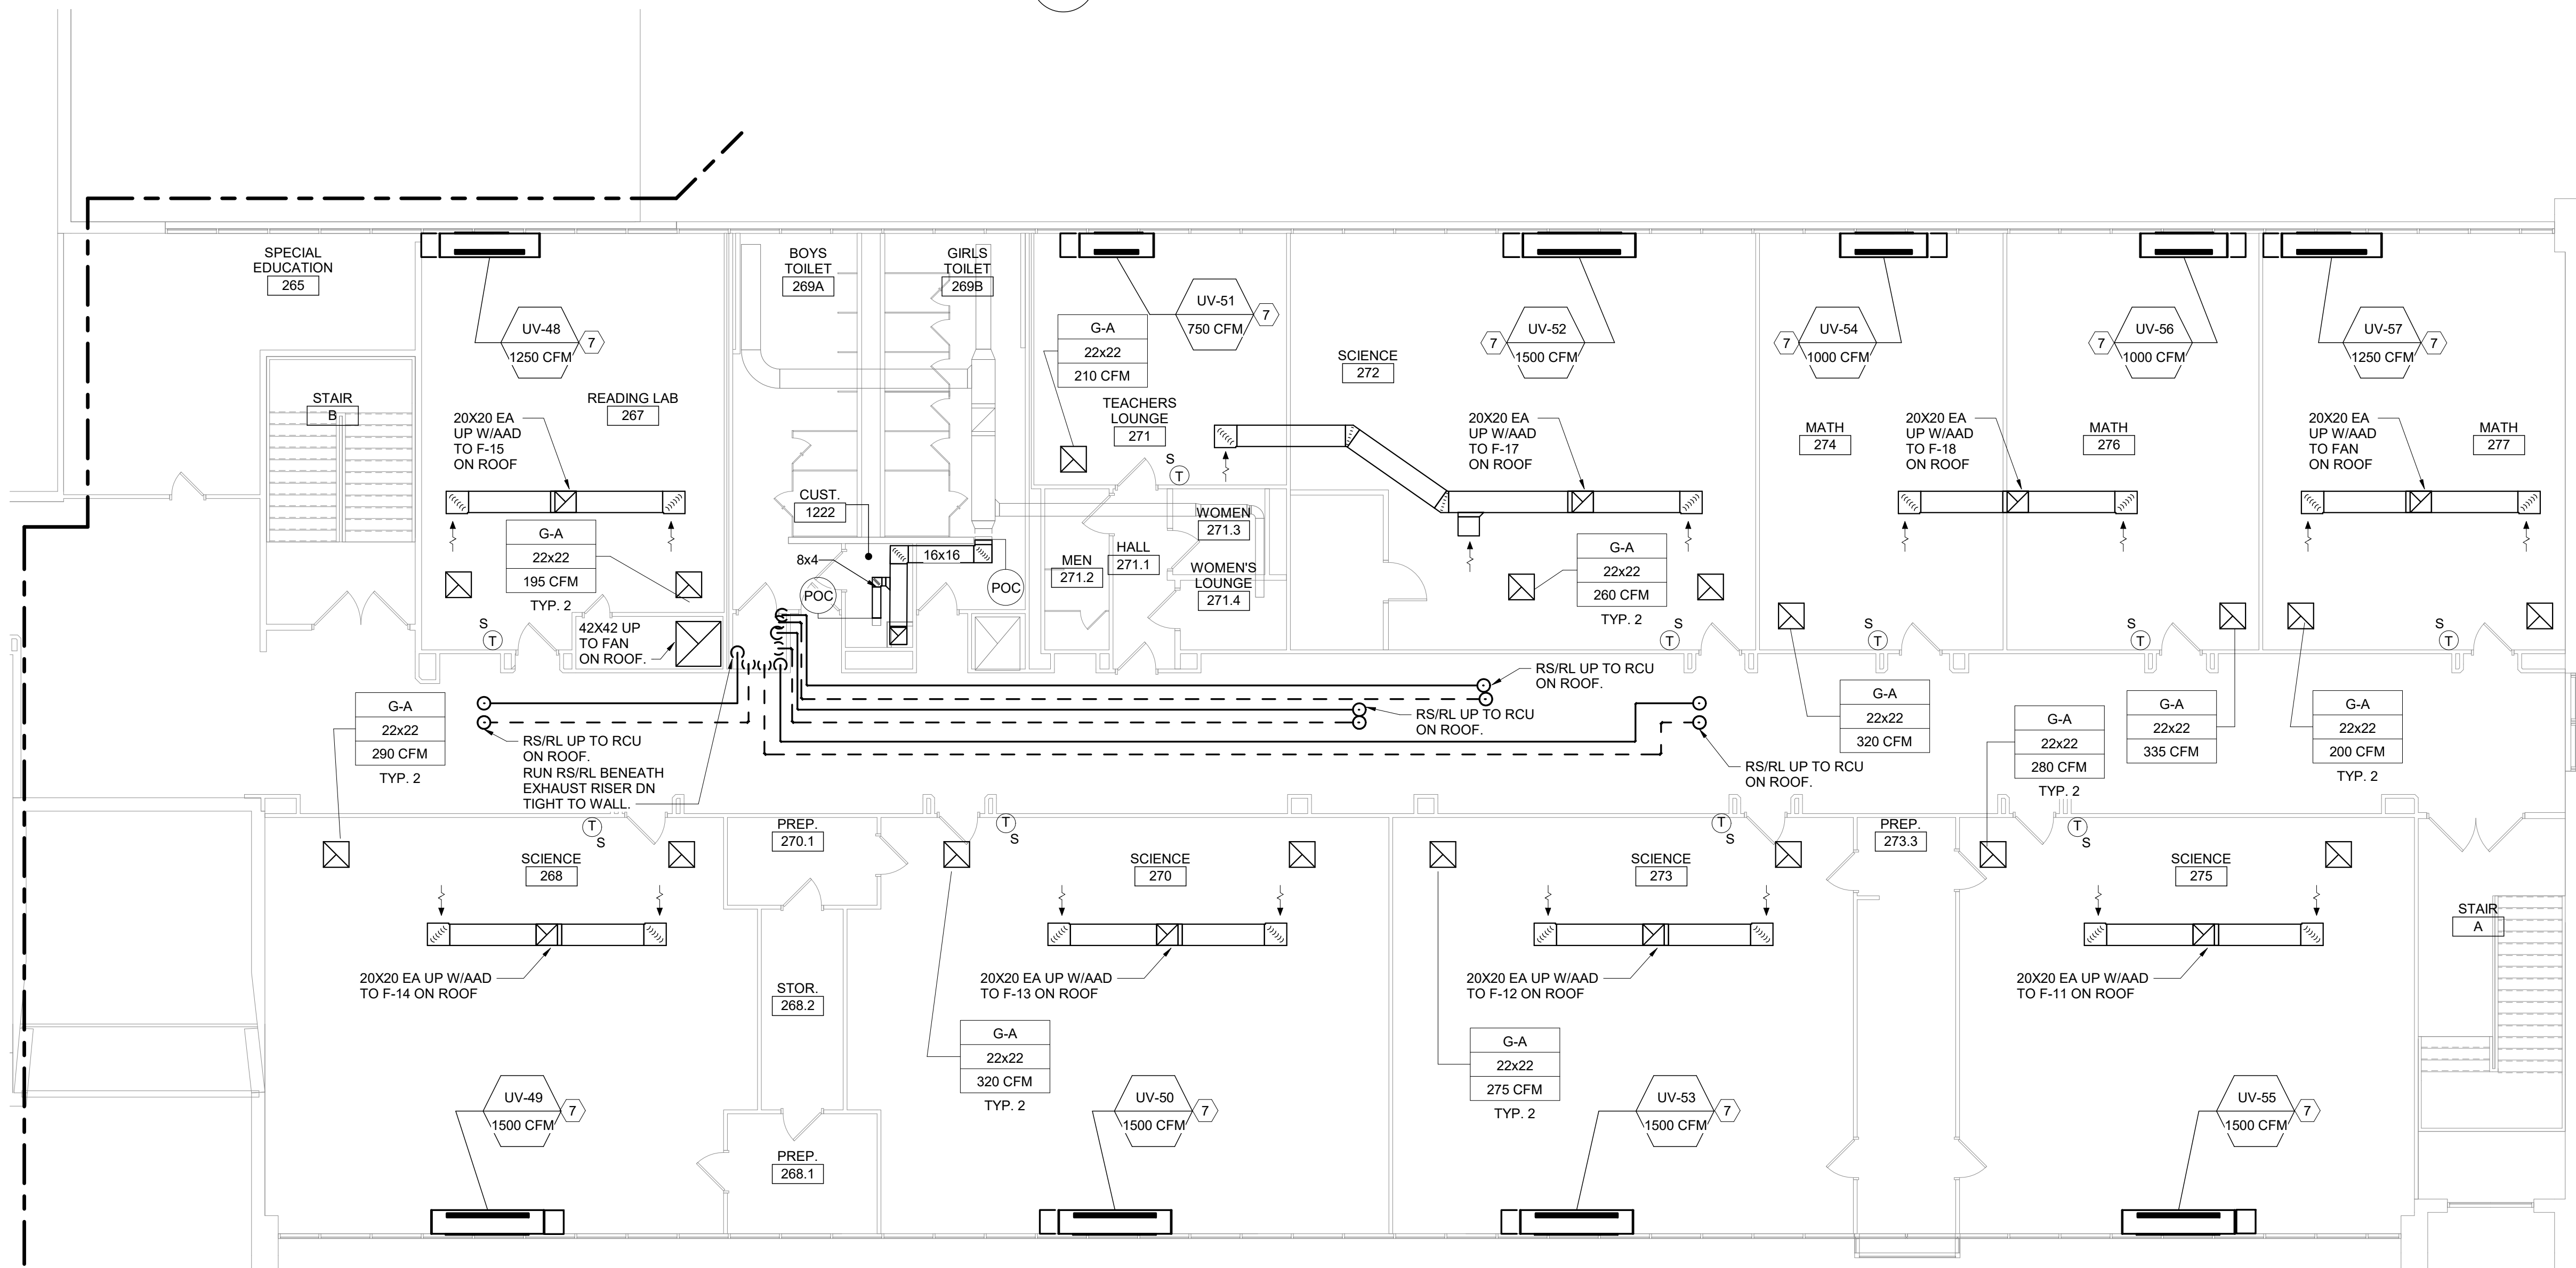 SPECIAL
EDUCATION
265
STAIR
B
UV-48
1250 CFM
7
READING LAB
267
20X20 EA
UP W/AAD
TO F-15
ON ROOF
G-A
22x22
195 CFM
TYP. 2
S
T
42X42 UP
TO FAN
ON ROOF.
BOYS
TOILET
269A
GIRLS
TOILET
269B
CUST.
1222
8x4
16x16
POC
POC
G-A
22x22
210 CFM
UV-51
750 CFM
7
TEACHERS
LOUNGE
271
S
T
MEN
271.2
HALL
271.1
WOMEN
271.3
WOMEN'S
LOUNGE
271.4
SCIENCE
272
7
UV-52
1500 CFM
20X20 EA
UP W/AAD
TO F-17
ON ROOF
G-A
22x22
260 CFM
TYP. 2
S
T
7
UV-54
1000 CFM
MATH
274
20X20 EA
UP W/AAD
TO F-18
ON ROOF
S
T
7
UV-56
1000 CFM
MATH
276
S
T
UV-57
1250 CFM
7
20X20 EA
UP W/AAD
TO FAN
ON ROOF
MATH
277
S
T
G-A
22x22
290 CFM
TYP. 2
RS/RL UP TO RCU
ON ROOF.
RUN RS/RL BENEATH
EXHAUST RISER DN
TIGHT TO WALL.
RS/RL UP TO RCU
ON ROOF.
RS/RL UP TO RCU
ON ROOF.
RS/RL UP TO RCU
ON ROOF.
G-A
22x22
320 CFM
G-A
22x22
280 CFM
TYP. 2
G-A
22x22
335 CFM
G-A
22x22
200 CFM
TYP. 2
T
S
SCIENCE
268
20X20 EA UP W/AAD
TO F-14 ON ROOF
UV-49
1500 CFM
7
PREP.
270.1
STOR.
268.2
PREP.
268.1
T
S
SCIENCE
270
20X20 EA UP W/AAD
TO F-13 ON ROOF
G-A
22x22
320 CFM
TYP. 2
UV-50
1500 CFM
7
T
S
SCIENCE
273
20X20 EA UP W/AAD
TO F-12 ON ROOF
G-A
22x22
275 CFM
TYP. 2
UV-53
1500 CFM
7
PREP.
273.3
T
S
SCIENCE
275
20X20 EA UP W/AAD
TO F-11 ON ROOF
UV-55
1500 CFM
7
STAIR
A